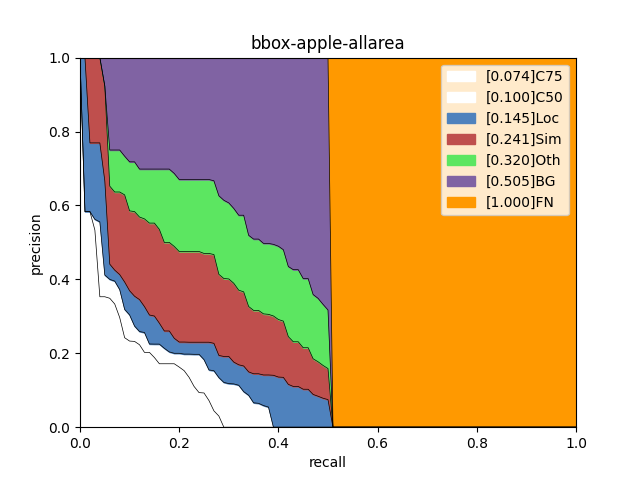 bbox-apple-allarea
1.0
0.8
0.6
0.4
0.2
0.0
precision
[0.074]C75
[0.100]C50
[0.145]Loc
[0.241]Sim
[0.320]Oth
[0.505]BG
[1.000]FN
0.0 0.2 0.4 0.6 0.8 1.0
recall